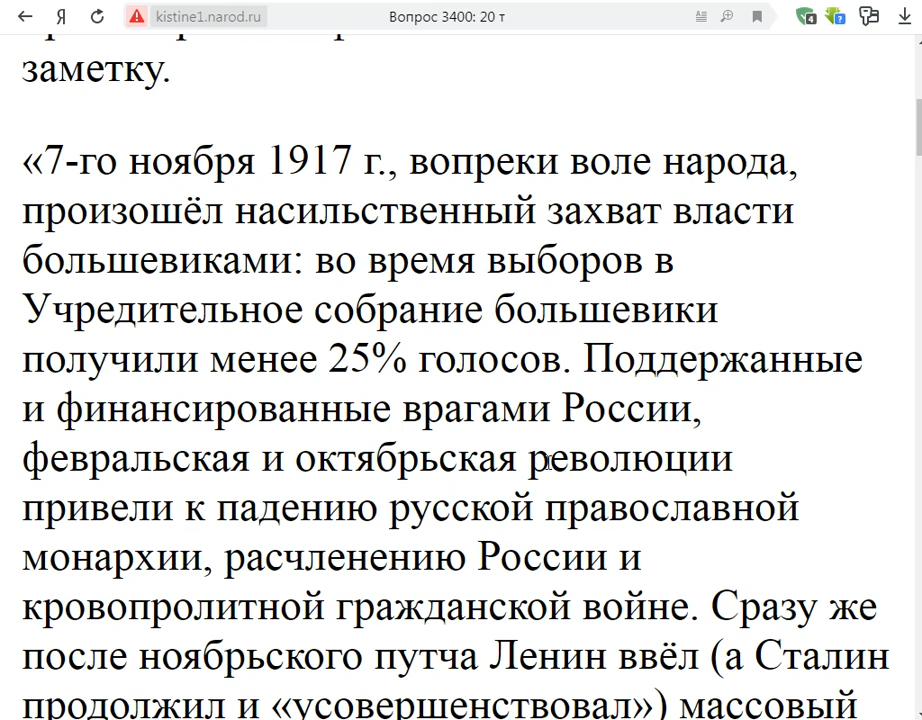 Я kistine1.narod.ru Вопрос 3400: 20 т 4 ?
заметку.
«7-го ноября 1917 г., вопреки воле народа,
произошёл насильственный захват власти
большевиками: во время выборов в
Учредительное собрание большевики
получили менее 25% голосов. Поддержанные
и финансированные врагами России,
февральская и октябрьская революции
привели к падению русской православной
монархии, расчленению России и
кровопролитной гражданской войне. Сразу же
после ноябрьского путча Ленин ввёл (а Сталин
продолжил и «усовершенствовал») массовый